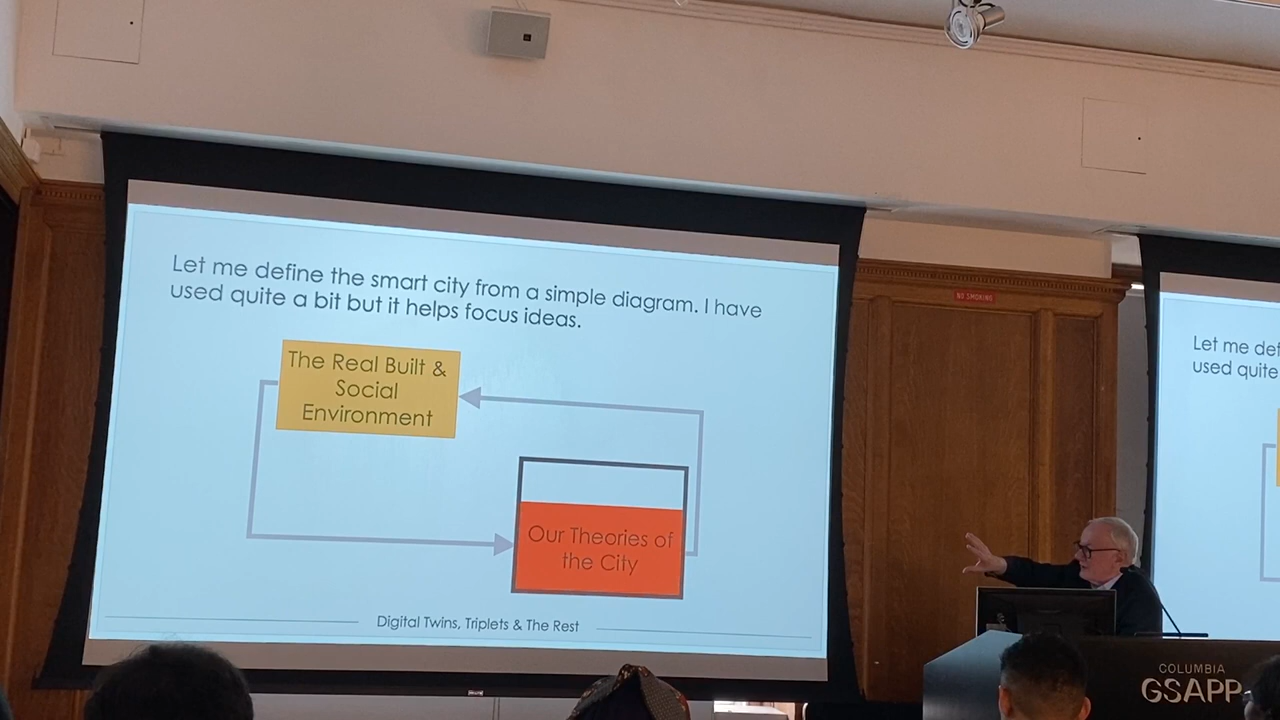 Let me define the smart city from a simple diagram. I have
used quite a bit but it helps focus ideas.
The Real Built &
Social
Environment
Our Theories of
the City
Digital Twins, Triplets & The Rest
NO SMOKING
Let me def
used quite
COLUMBIA
GSAPP